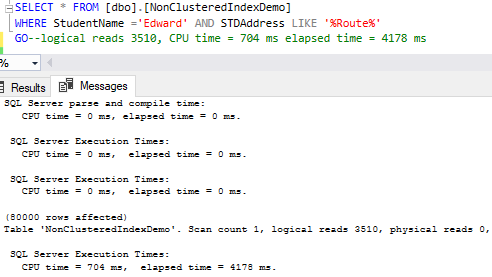 SELECT * FROM [dbo].[NonClusteredIndexDemo]
WHERE StudentName ='Edward' AND STDAddress LIKE '%Route%'
GO--logical reads 3510, CPU time = 704 ms elapsed time = 4178 ms
%
Results Messages
SQL Server parse and compile time:
CPU time = 0 ms, elapsed time = 0 ms.
SQL Server Execution Times:
CPU time = 0 ms, elapsed time = 0 ms.
SQL Server Execution Times:
CPU time = 0 ms, elapsed time = 0 ms.
(80000 rows affected)
Table 'NonClusteredIndexDemo'. Scan count 1, logical reads 3510, physical reads 0,
SQL Server Execution Times:
CPU time = 704 ms, elapsed time = 4178 ms.